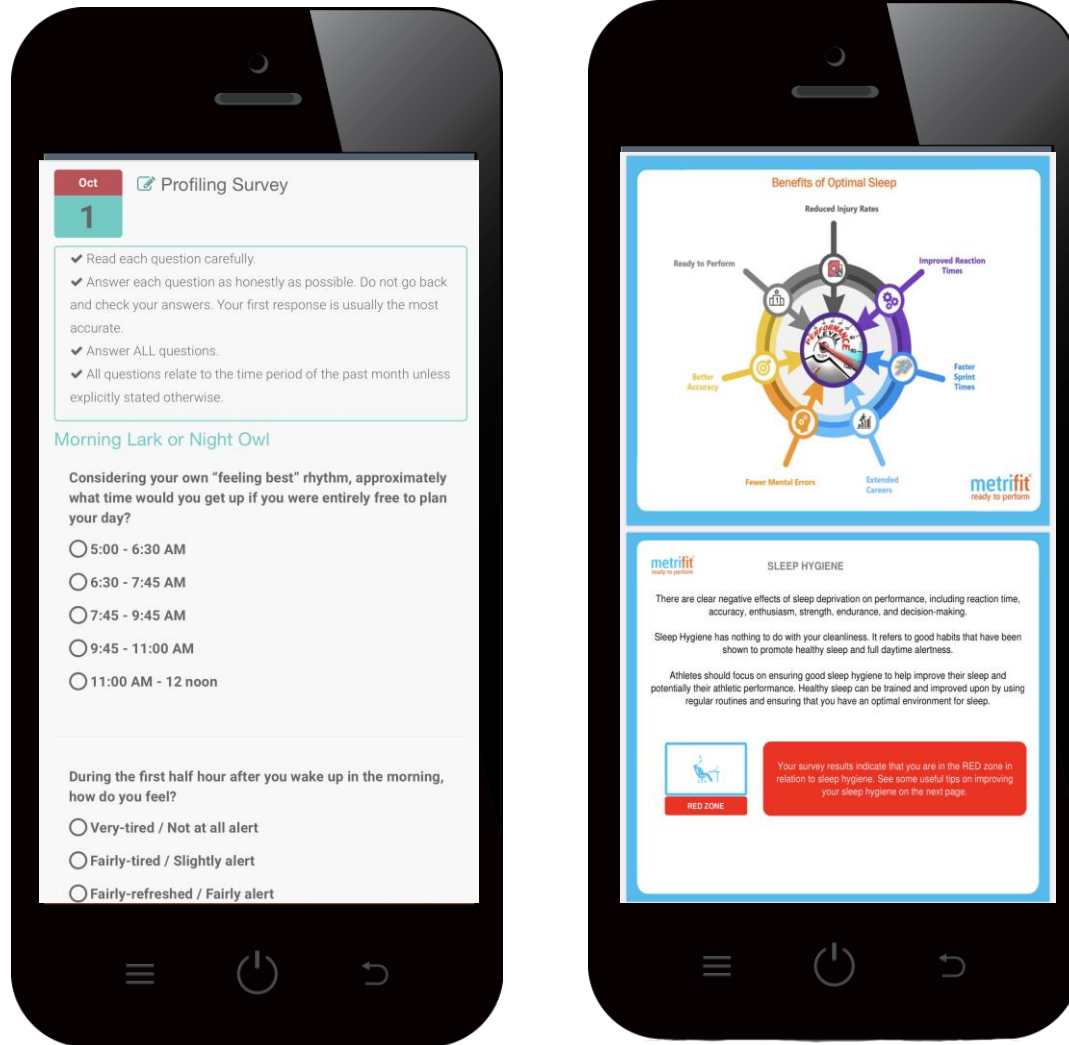 Oct
1
Profiling Survey
✔ Read each question carefully.
✔ Answer each question as honestly as possible. Do not go back
and check your answers. Your first response is usually the most
accurate.
✔ Answer ALL questions.
✔ All questions relate to the time period of the past month unless
explicitly stated otherwise.
Morning Lark or Night Owl
Considering your own “feeling best” rhythm, approximately
what time would you get up if you were entirely free to plan
your day?
5:00 - 6:30 AM
6:30 - 7:45 AM
7:45 - 9:45 AM
9:45 - 11:00 AM
11:00 AM - 12 noon
During the first half hour after you wake up in the morning,
how do you feel?
Very-tired / Not at all alert
Fairly-tired / Slightly alert
Fairly-refreshed / Fairly alert
Benefits of Optimal Sleep
Reduced Injury Rates
Ready to Perform
Improved Reaction
Times
PERFORMANCE
LEVEL
Better
Accuracy
Faster
Sprint
Times
Fewer Mental Errors
Extended
Careers
metrifit
ready to perform
metrifit
ready to perform
SLEEP HYGIENE
There are clear negative effects of sleep deprivation on performance, including reaction time,
accuracy, enthusiasm, strength, endurance, and decision-making.
Sleep Hygiene has nothing to do with your cleanliness. It refers to good habits that have been
shown to promote healthy sleep and full daytime alertness.
Athletes should focus on ensuring good sleep hygiene to help improve their sleep and
potentially their athletic performance. Healthy sleep can be trained and improved upon by using
regular routines and ensuring that you have an optimal environment for sleep.
RED ZONE
Your survey results indicate that you are in the RED zone in
relation to sleep hygiene. See some useful tips on improving
your sleep hygiene on the next page.